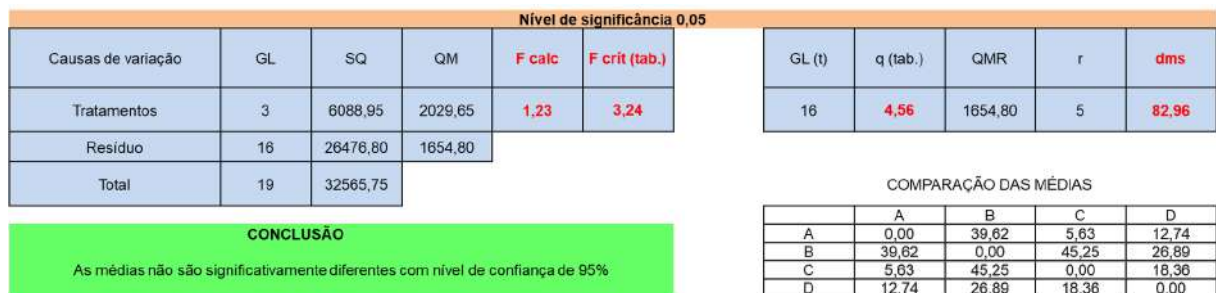 Nível de significância 0,05
Causas de variação GL SQ QM F calc F crit (tab.)
Tratamentos 3 6088,95 2029,65 1,23 3,24
Resíduo 16 26476,80 1654,80
Total 19 32565,75
CONCLUSÃO
As médias não são significativamente diferentes com nível de confiança de 95%
GL (t) q (tab.) QMR r dms
16 4,56 1654,80 5 82,96
COMPARAÇÃO DAS MÉDIAS
A B C D
A 0,00 39,62 5,63 12,74
B 39,62 0,00 45,25 26,89
C 5,63 45,25 0,00 18,36
D 12,74 26,89 18,36 0,00